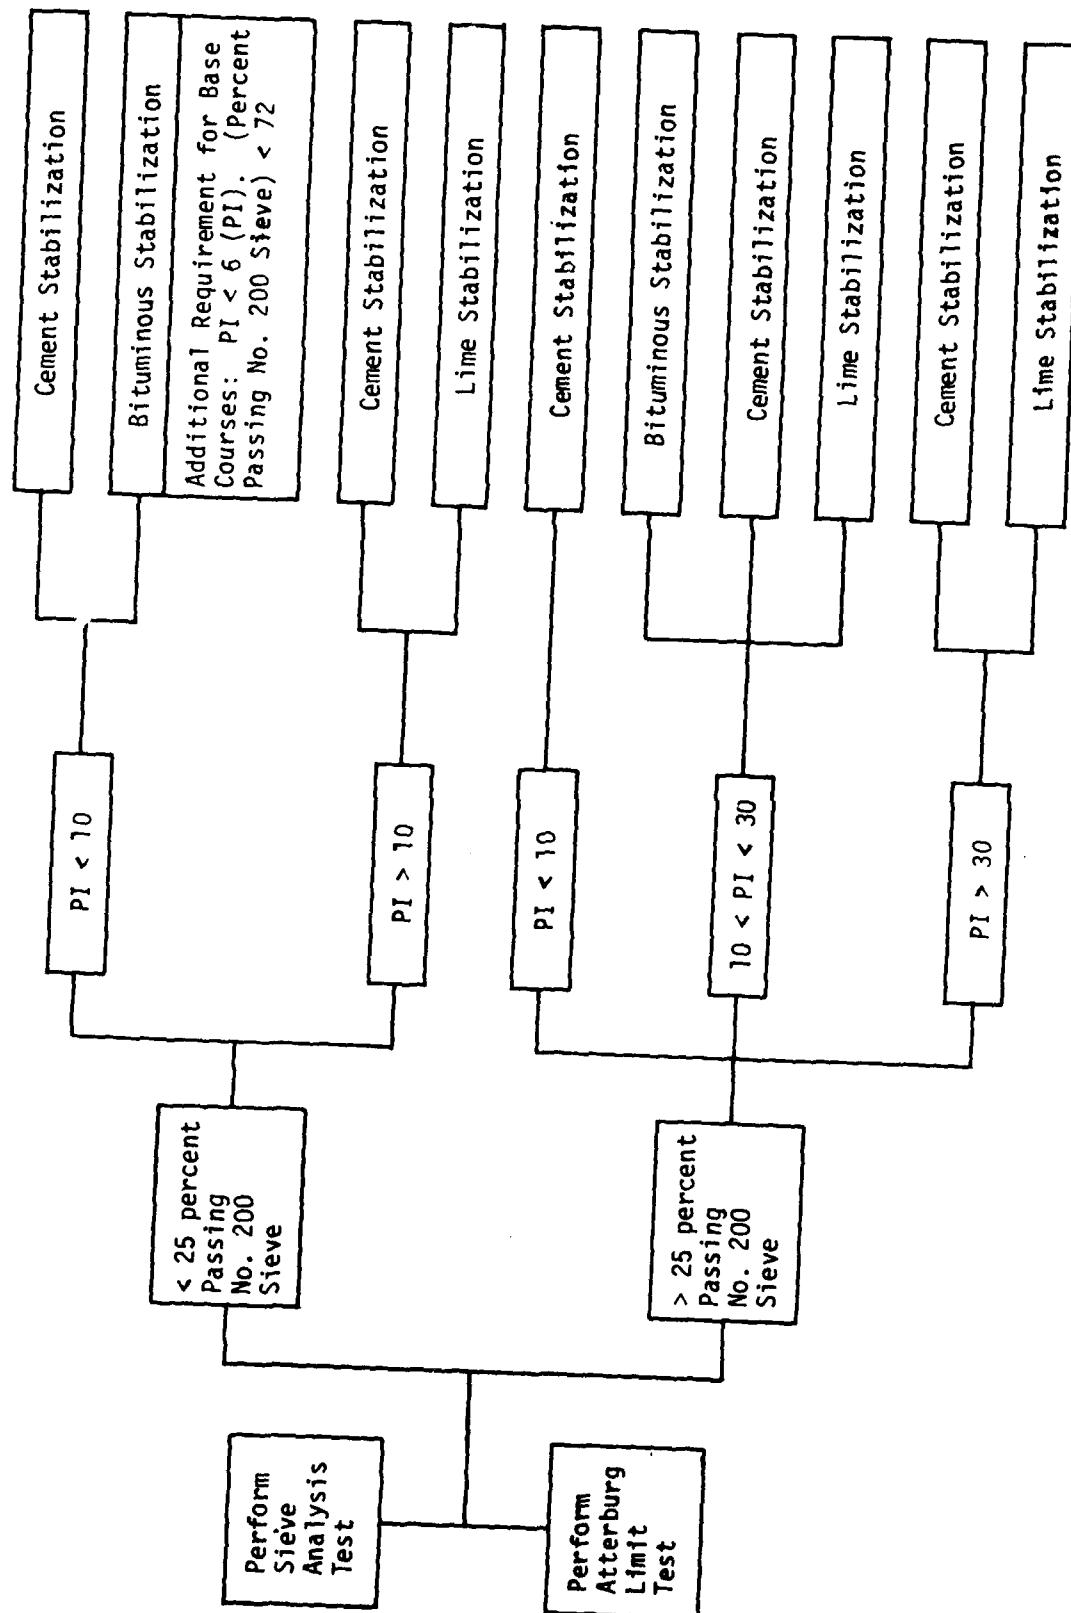 Perform
Sieve
Analysis
Test
Perform
Atterburg
Limit
Test
< 25 percent
Passing
No. 200
Sieve
> 25 percent
Passing
No. 200
Sieve
PI < 10
PI > 10
PI < 10
10 < PI < 30
PI > 30
Cement Stabilization
Bituminous Stabilization
Additional Requirement for Base
Courses: PI < 6 (PI). (Percent
Passing No. 200 Sieve) < 72
Cement Stabilization
Lime Stabilization
Cement Stabilization
Bituminous Stabilization
Cement Stabilization
Lime Stabilization
Cement Stabilization
Lime Stabilization